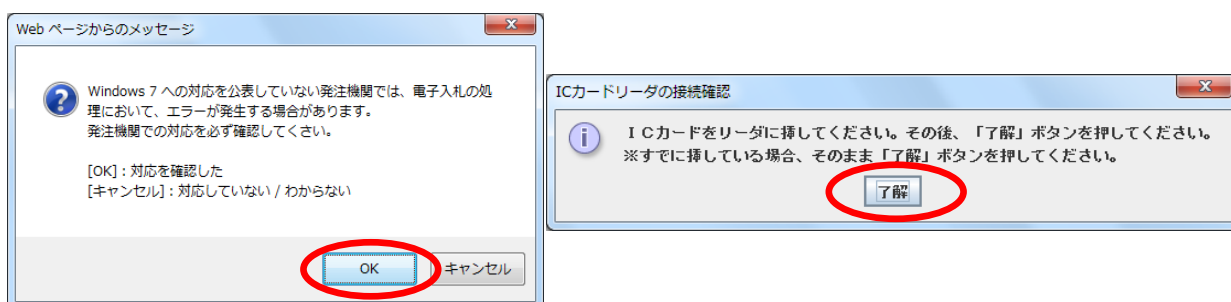 Web ページからのメッセージ
Windows 7 への対応を公表していない発注機関では、電子入札の処
理において、エラーが発生する場合があります。
発注機関での対応を必ず確認してくさい。
[OK] : 対応を確認した
[キャンセル] : 対応していない / わからない
OK
キャンセル
ICカードリーダの接続確認
ＩＣカードをリーダに挿してください。その後、「了解」ボタンを押してください。
※すでに挿している場合、そのまま「了解」ボタンを押してください。
了解